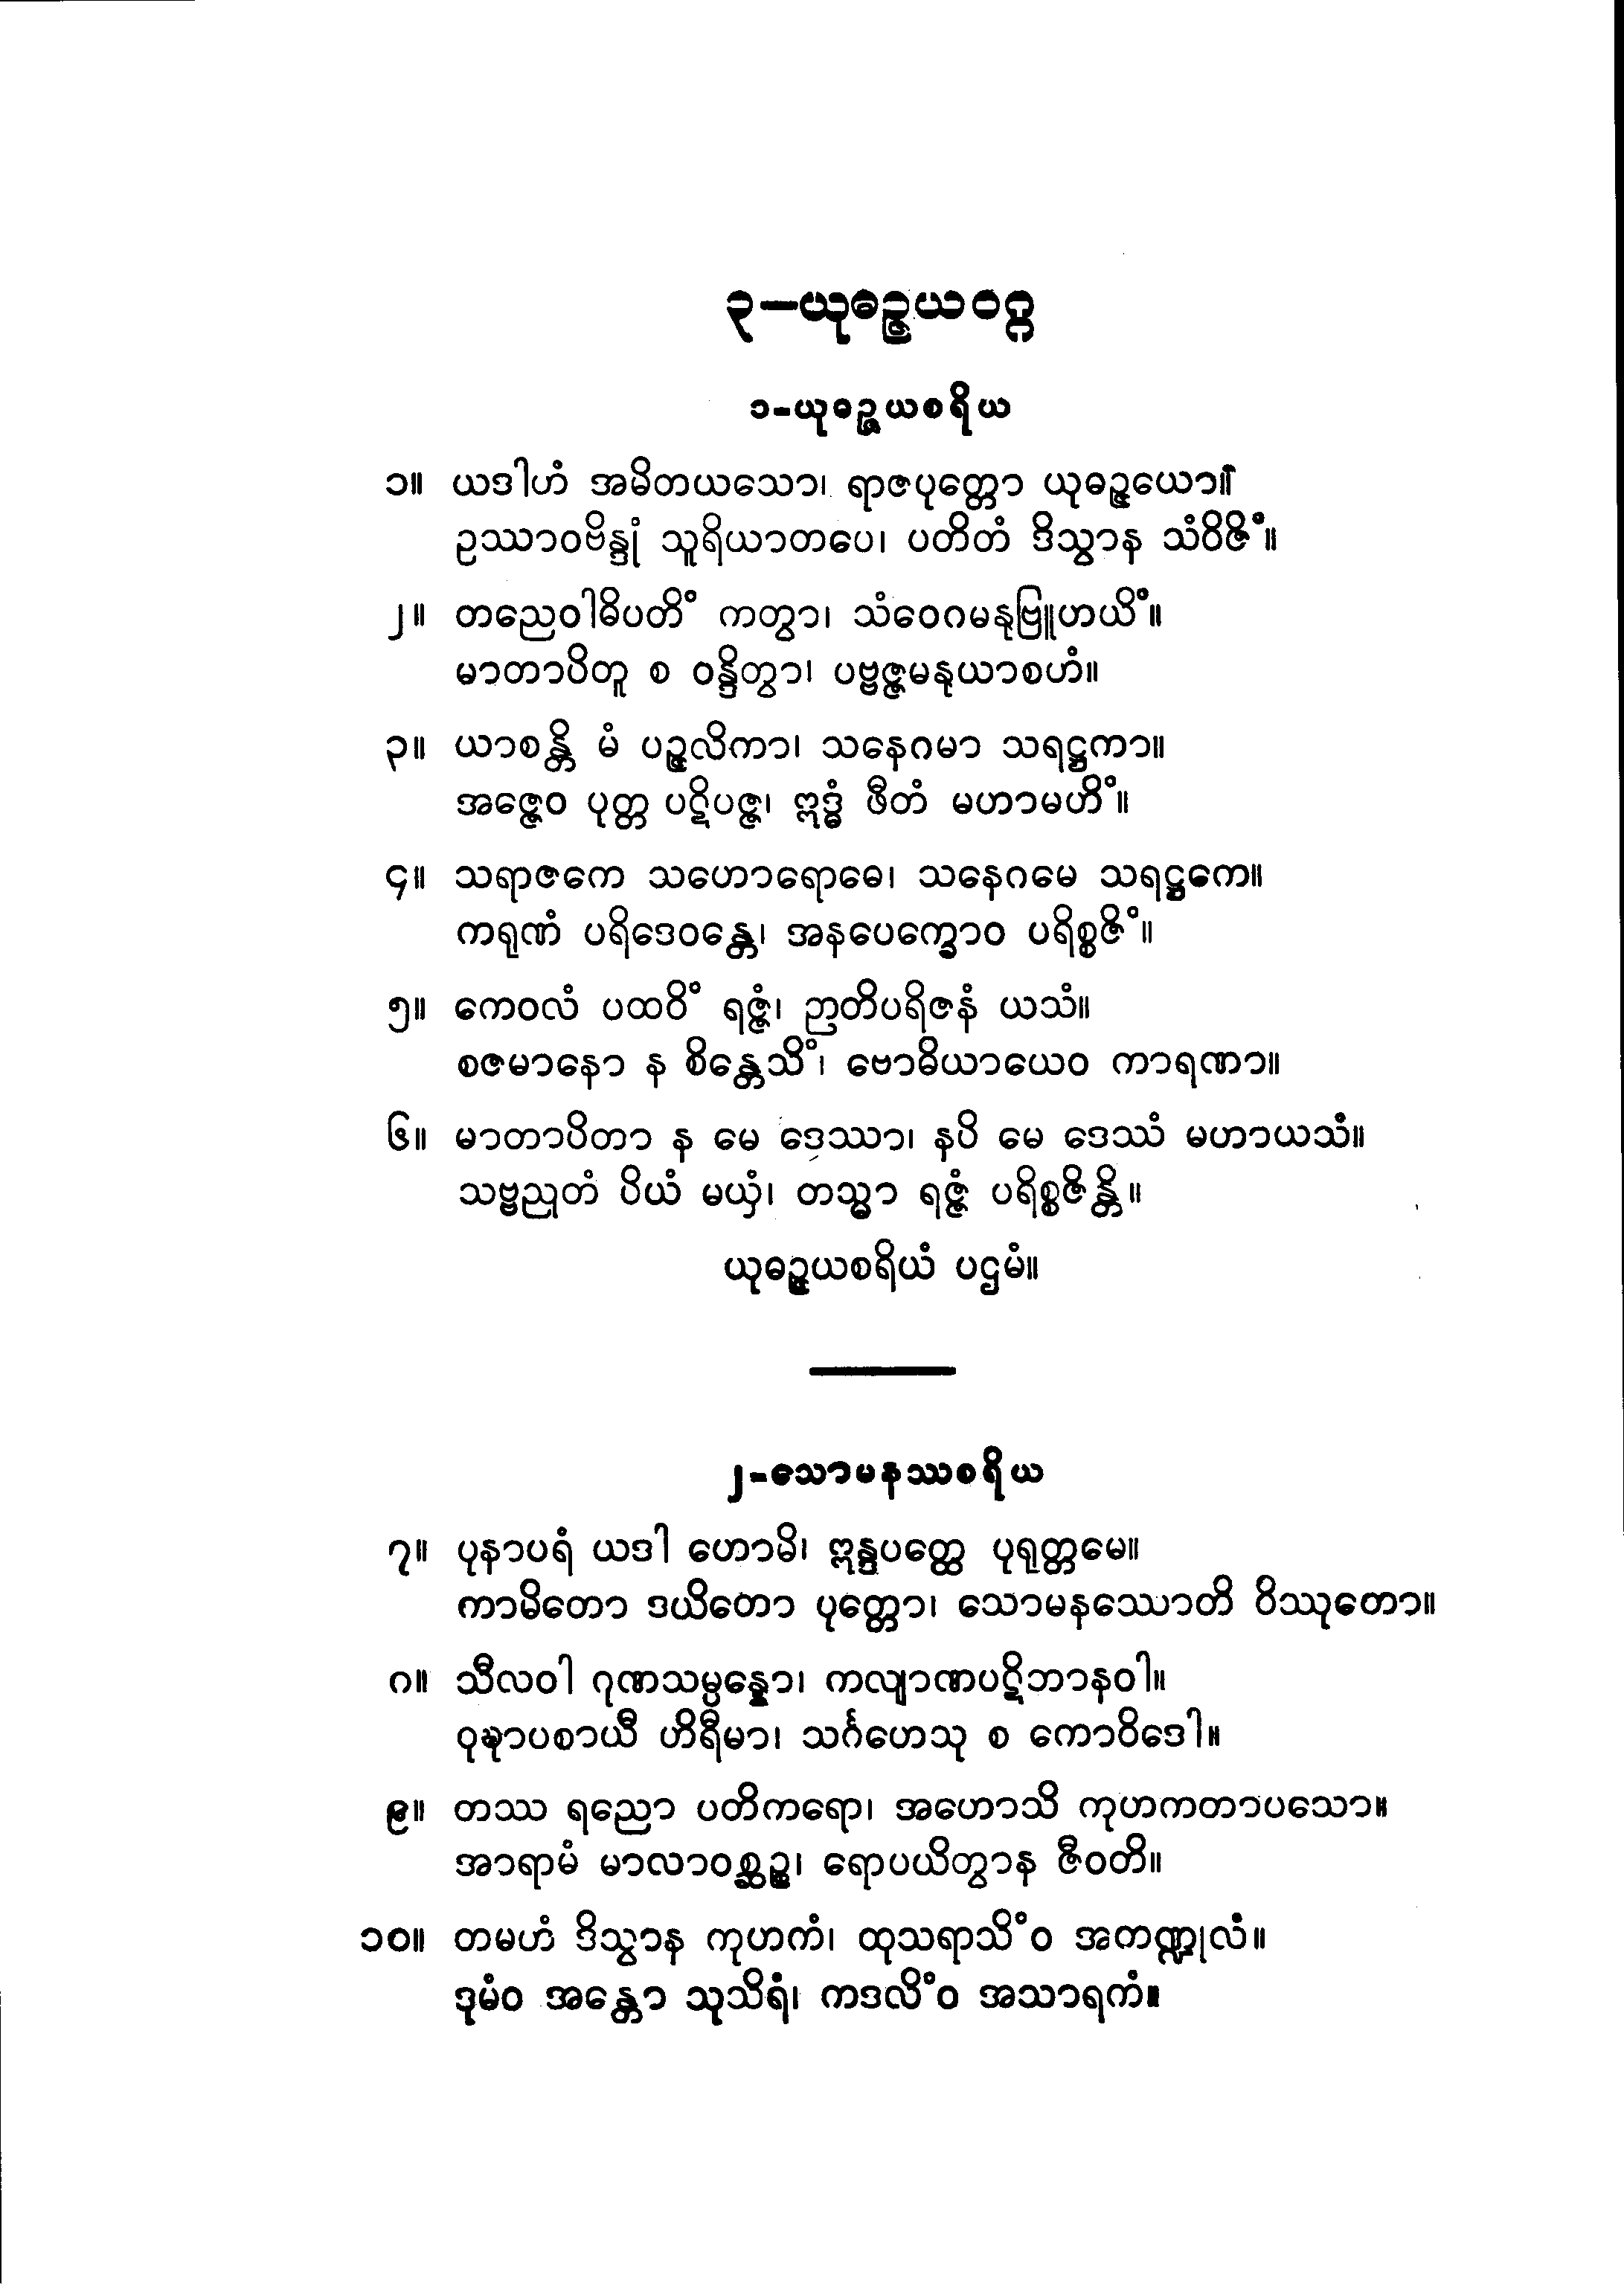 ၃–ယုဓဉ္ဇယဝဂ္ဂ
၁-ယုဓဉ္ဇယစရိယ
၁။ ယဒါဟံ အမိတယသော၊ ရာဇပုတ္တော ယုဓဉ္ဇယော။
ဥဿာဝဗိန္ဒုံ သူရိယာတပေ၊ ပတိတံ ဒိသွာန သံဝိဇိံ။
၂။ တညေဝါဓိပတိံ ကတွာ၊ သံဝေဂမနုဗြူဟယိံ။
မာတာပိတူ စ ဝန္ဒိတွာ၊ ပဗ္ဗဇ္ဇမနုယာစဟံ။
၃။ ယာစန္တိ မံ ပဉ္ဇလိကာ၊ သနေဂမာ သရဋ္ဌကာ။
အဇ္ဇေဝ ပုတ္တ ပဋိပဇ္ဇ၊ ဣဒ္ဓံ ဖီတံ မဟာမဟိံ။
၄။ သရာဇကေ သဟောရောဓေ၊ သနေဂမေ သရဋ္ဌကေ။
ကရုဏံ ပရိဒေဝန္တေ၊ အနပေက္ခောဝ ပရိစ္စဇိံ။
၅။ ကေဝလံ ပထဝိံ ရဇ္ဇံ၊ ဉာတိပရိဇနံ ယသံ။
စဇမာနော န စိန္တေသိံ၊ ဗောဓိယာယေဝ ကာရဏာ။
၆။ မာတာပိတာ န မေ ဒေဿာ၊ နပိ မေ ဒေဿံ မဟာယသံ။
သဗ္ဗညုတံ ပိယံ မယှံ၊ တသ္မာ ရဇ္ဇံ ပရိစ္စဇိန္တိ။
ယုဓဉ္ဇယစရိယံ ပဌမံ။
၂-သောမနဿစရိယ
၇။ ပုနာပရံ ယဒါ ဟောမိ၊ ဣန္ဒပတ္ထေ ပုရုတ္တမေ။
ကာမိတော ဒယိတော ပုတ္တော၊ သောမနဿောတိ ဝိဿုတော။
၈။ သီလဝါ ဂုဏသမ္ပန္နော၊ ကလျာဏပဋိဘာနဝါ။
ဝုဍ္ဎာပစာယီ ဟိရီမာ၊ သင်္ဂဟေသု စ ကောဝိဒေါ။
၉။ တဿ ရညော ပတိကရော၊ အဟောသိ ကုဟကတာပသော။
အာရာမံ မာလာဝစ္ဆဉ္စ၊ ရောပယိတွာန ဇီဝတိ။
၁၀။ တမဟံ ဒိသွာန ကုဟကံ၊ ထုသရာသိံဝ အကဏ္ဍုလံ။
ဒုမံဝ အန္တော သုသိရံ၊ ကဒလိံဝ အသာရကံ။